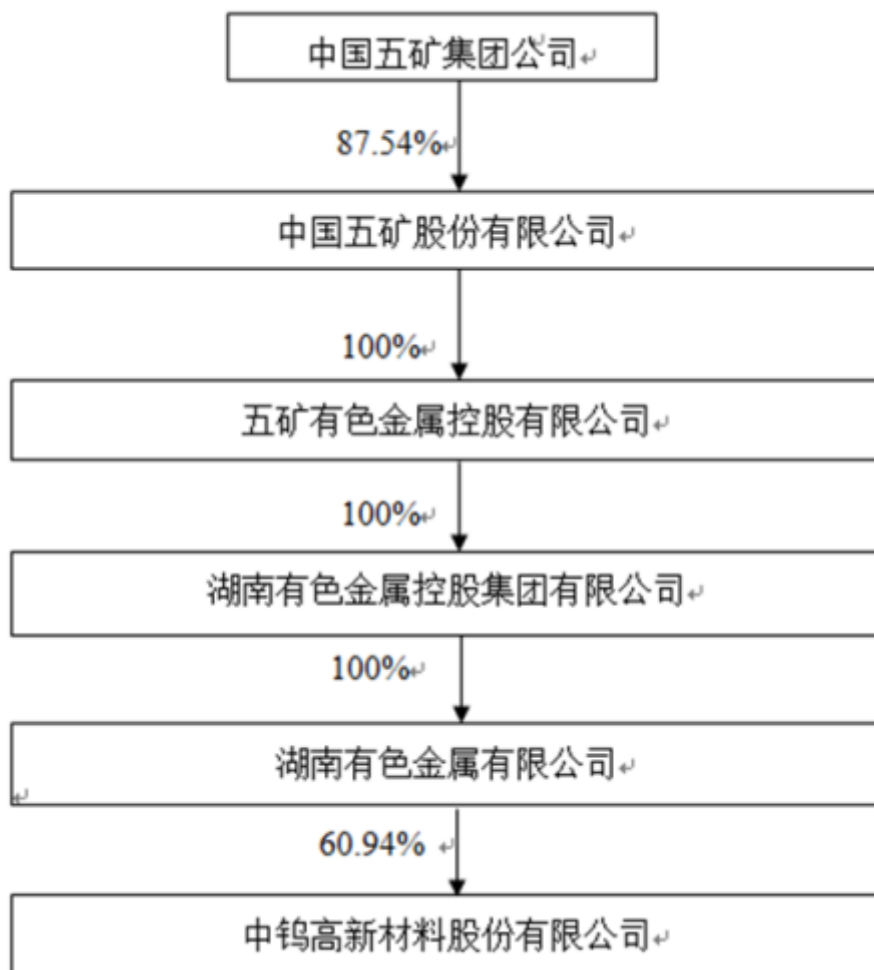 中国五矿集团公司
87.54%
中国五矿股份有限公司
100%
五矿有色金属控股有限公司
100%
湖南有色金属控股集团有限公司
100%
湖南有色金属有限公司
60.94%
中钨高新材料股份有限公司